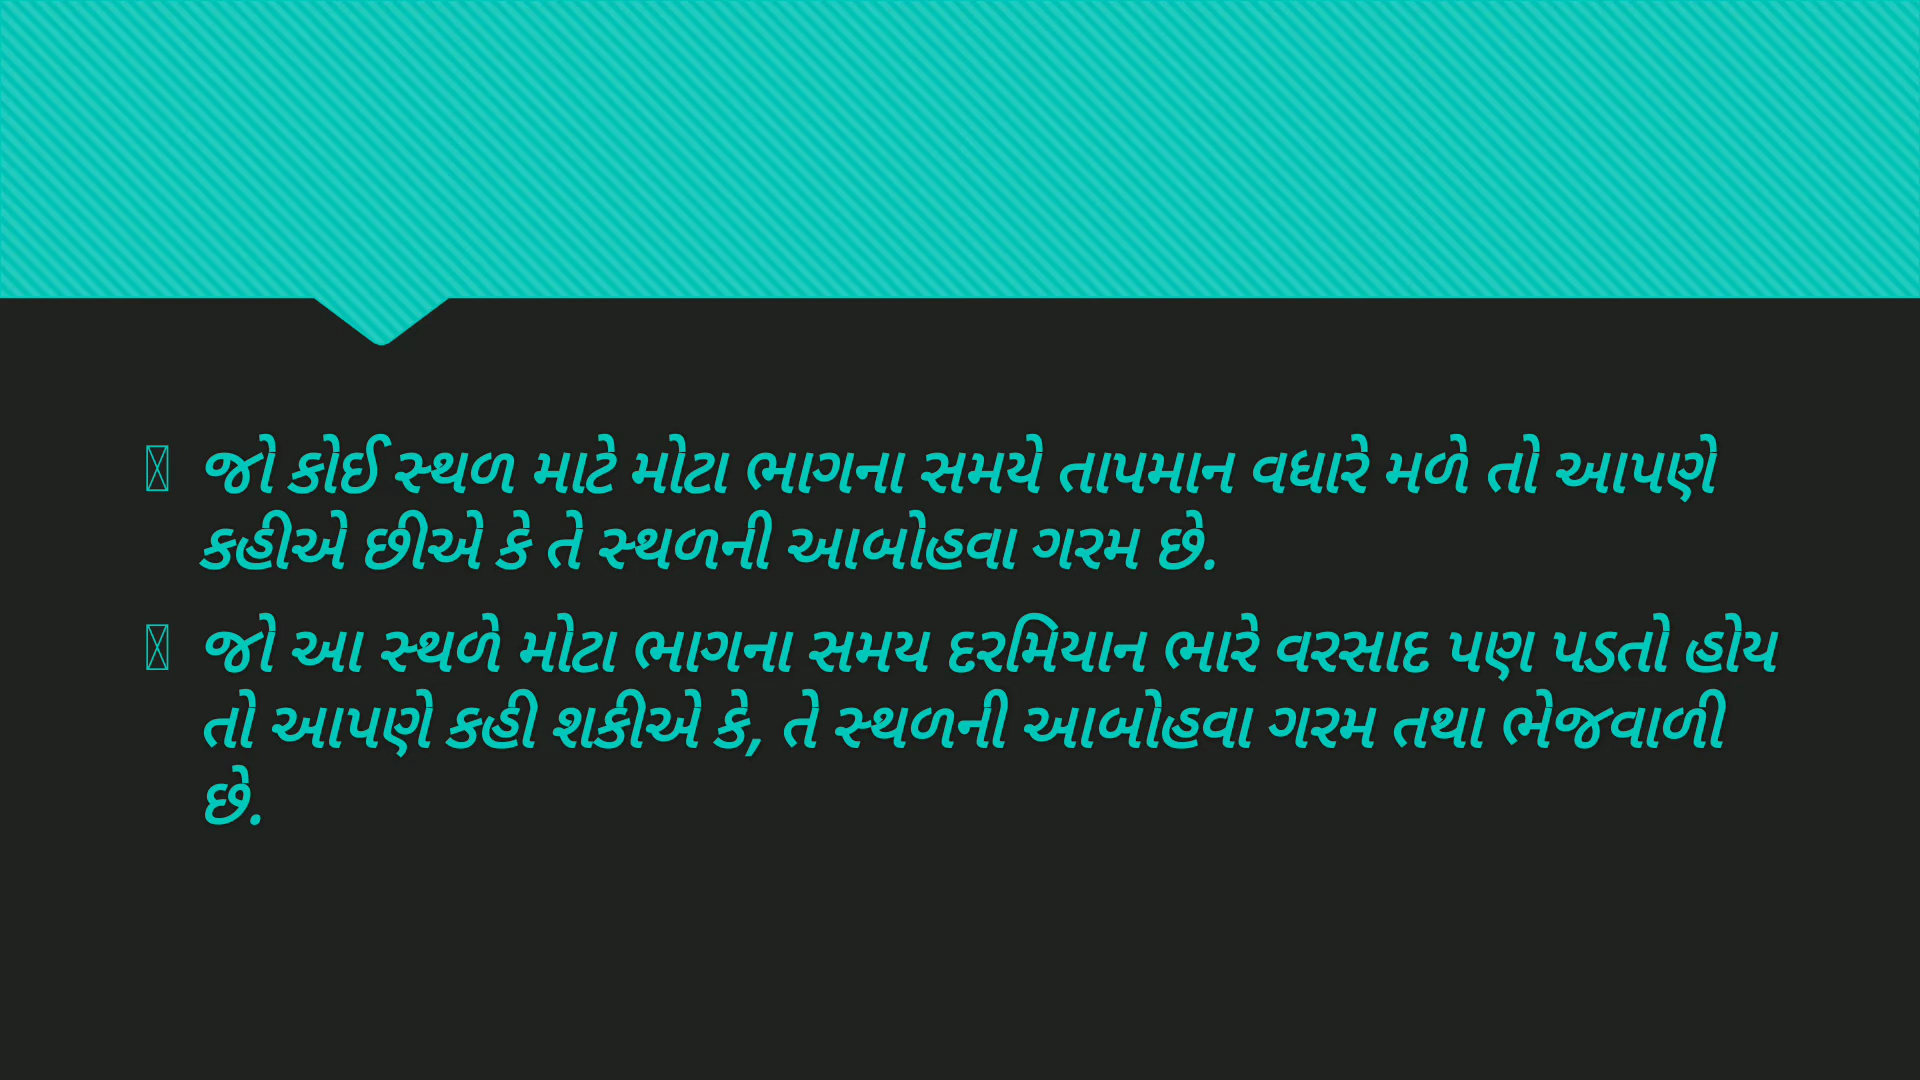 જો કોઈ સ્થળ માટે મોટા ભાગના સમયે તાપમાન વધારે મળે તો આપણે
કહીએ છીએ કે તે સ્થળની આબોહવા ગરમ છે.
જો આ સ્થળે મોટા ભાગના સમય દરમિયાન ભારે વરસાદ પણ પડતો હોય
તો આપણે કહી શકીએ કે, તે સ્થળની આબોહવા ગરમ તથા ભેજવાળી
છે.